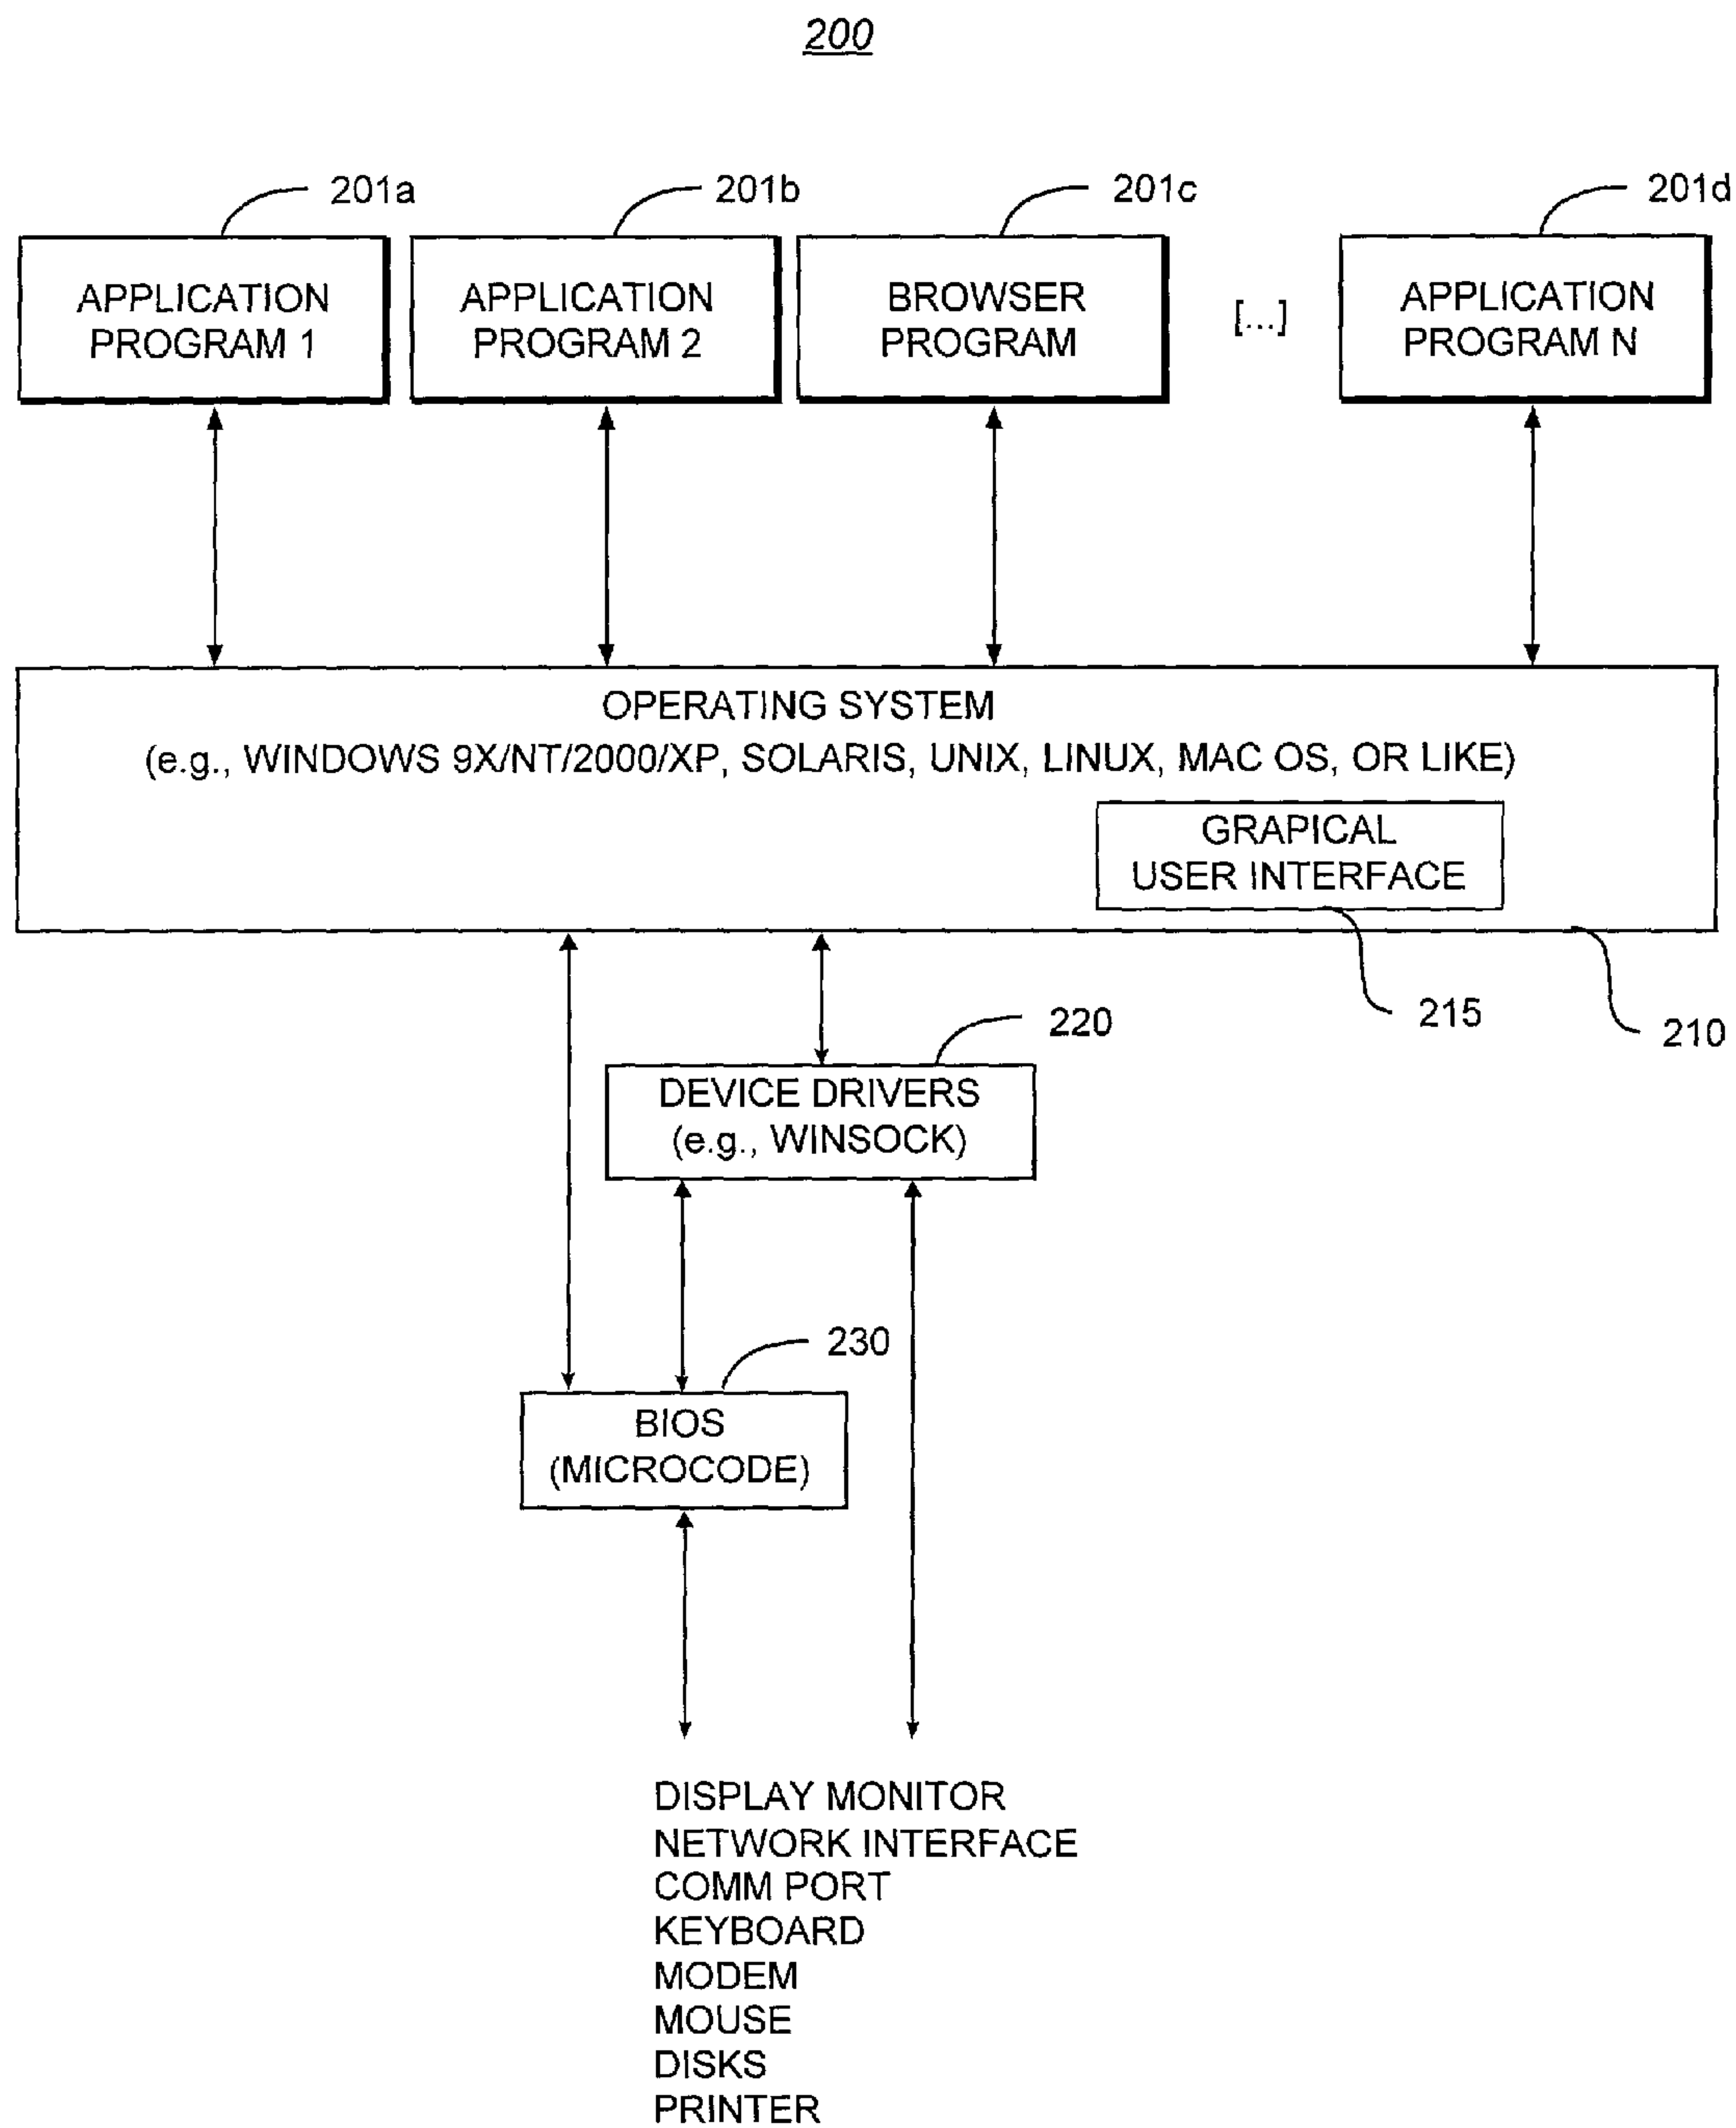 200
201a
201b
201c
201d
APPLICATION
PROGRAM 1
APPLICATION
PROGRAM 2
BROWSER
PROGRAM
[...]
APPLICATION
PROGRAM N
OPERATING SYSTEM
(e.g., WINDOWS 9X/NT/2000/XP, SOLARIS, UNIX, LINUX, MAC OS, OR LIKE)
GRAPICAL
USER INTERFACE
215
210
220
DEVICE DRIVERS
(e.g., WINSOCK)
230
BIOS
(MICROCODE)
DISPLAY MONITOR
NETWORK INTERFACE
COMM PORT
KEYBOARD
MODEM
MOUSE
DISKS
PRINTER